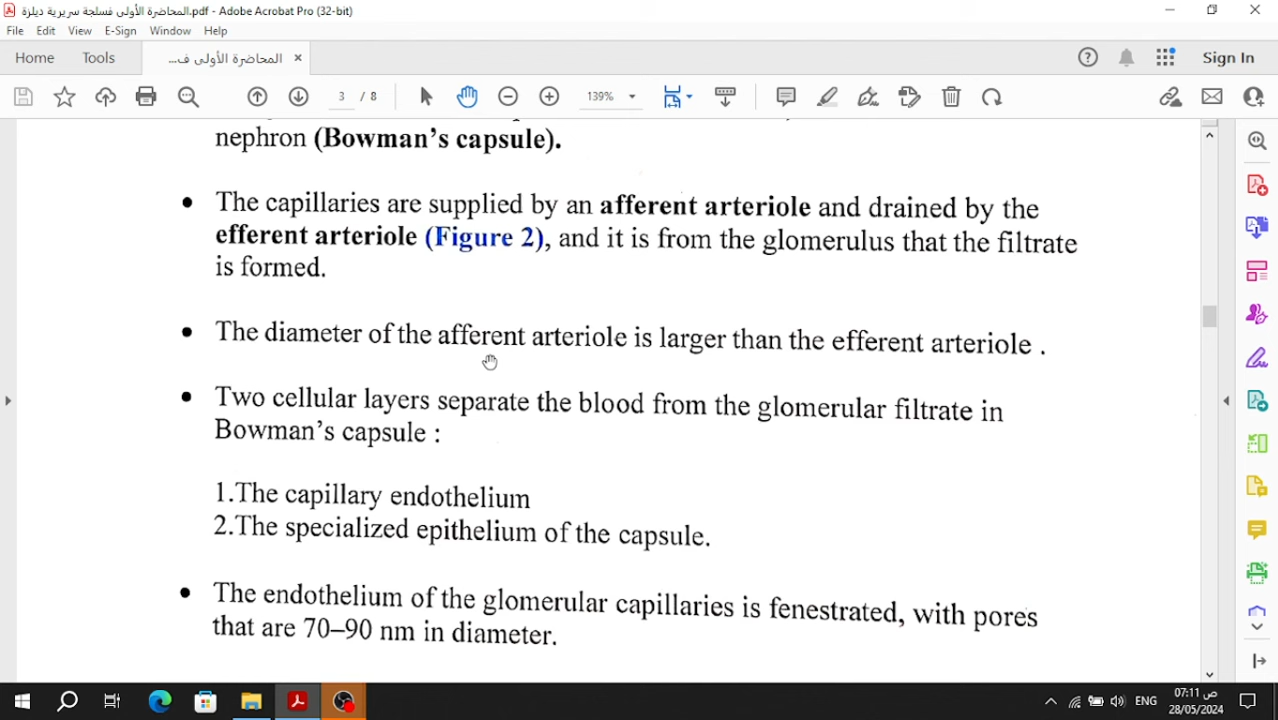 المحاضرة الأولى فسلجة سريرية ديلزة.pdf - Adobe Acrobat Pro (32-bit)
File Edit View E-Sign Window Help
Home Tools المحاضرة الأولى ف... × Sign In
3 / 8 139%
nephron (Bowman's capsule).
• The capillaries are supplied by an afferent arteriole and drained by the
efferent arteriole (Figure 2), and it is from the glomerulus that the filtrate
is formed.
• The diameter of the afferent arteriole is larger than the efferent arteriole .
• Two cellular layers separate the blood from the glomerular filtrate in
Bowman's capsule :
1.The capillary endothelium
2.The specialized epithelium of the capsule.
• The endothelium of the glomerular capillaries is fenestrated, with pores
that are 70–90 nm in diameter.
ENG 07:11 ص
28/05/2024